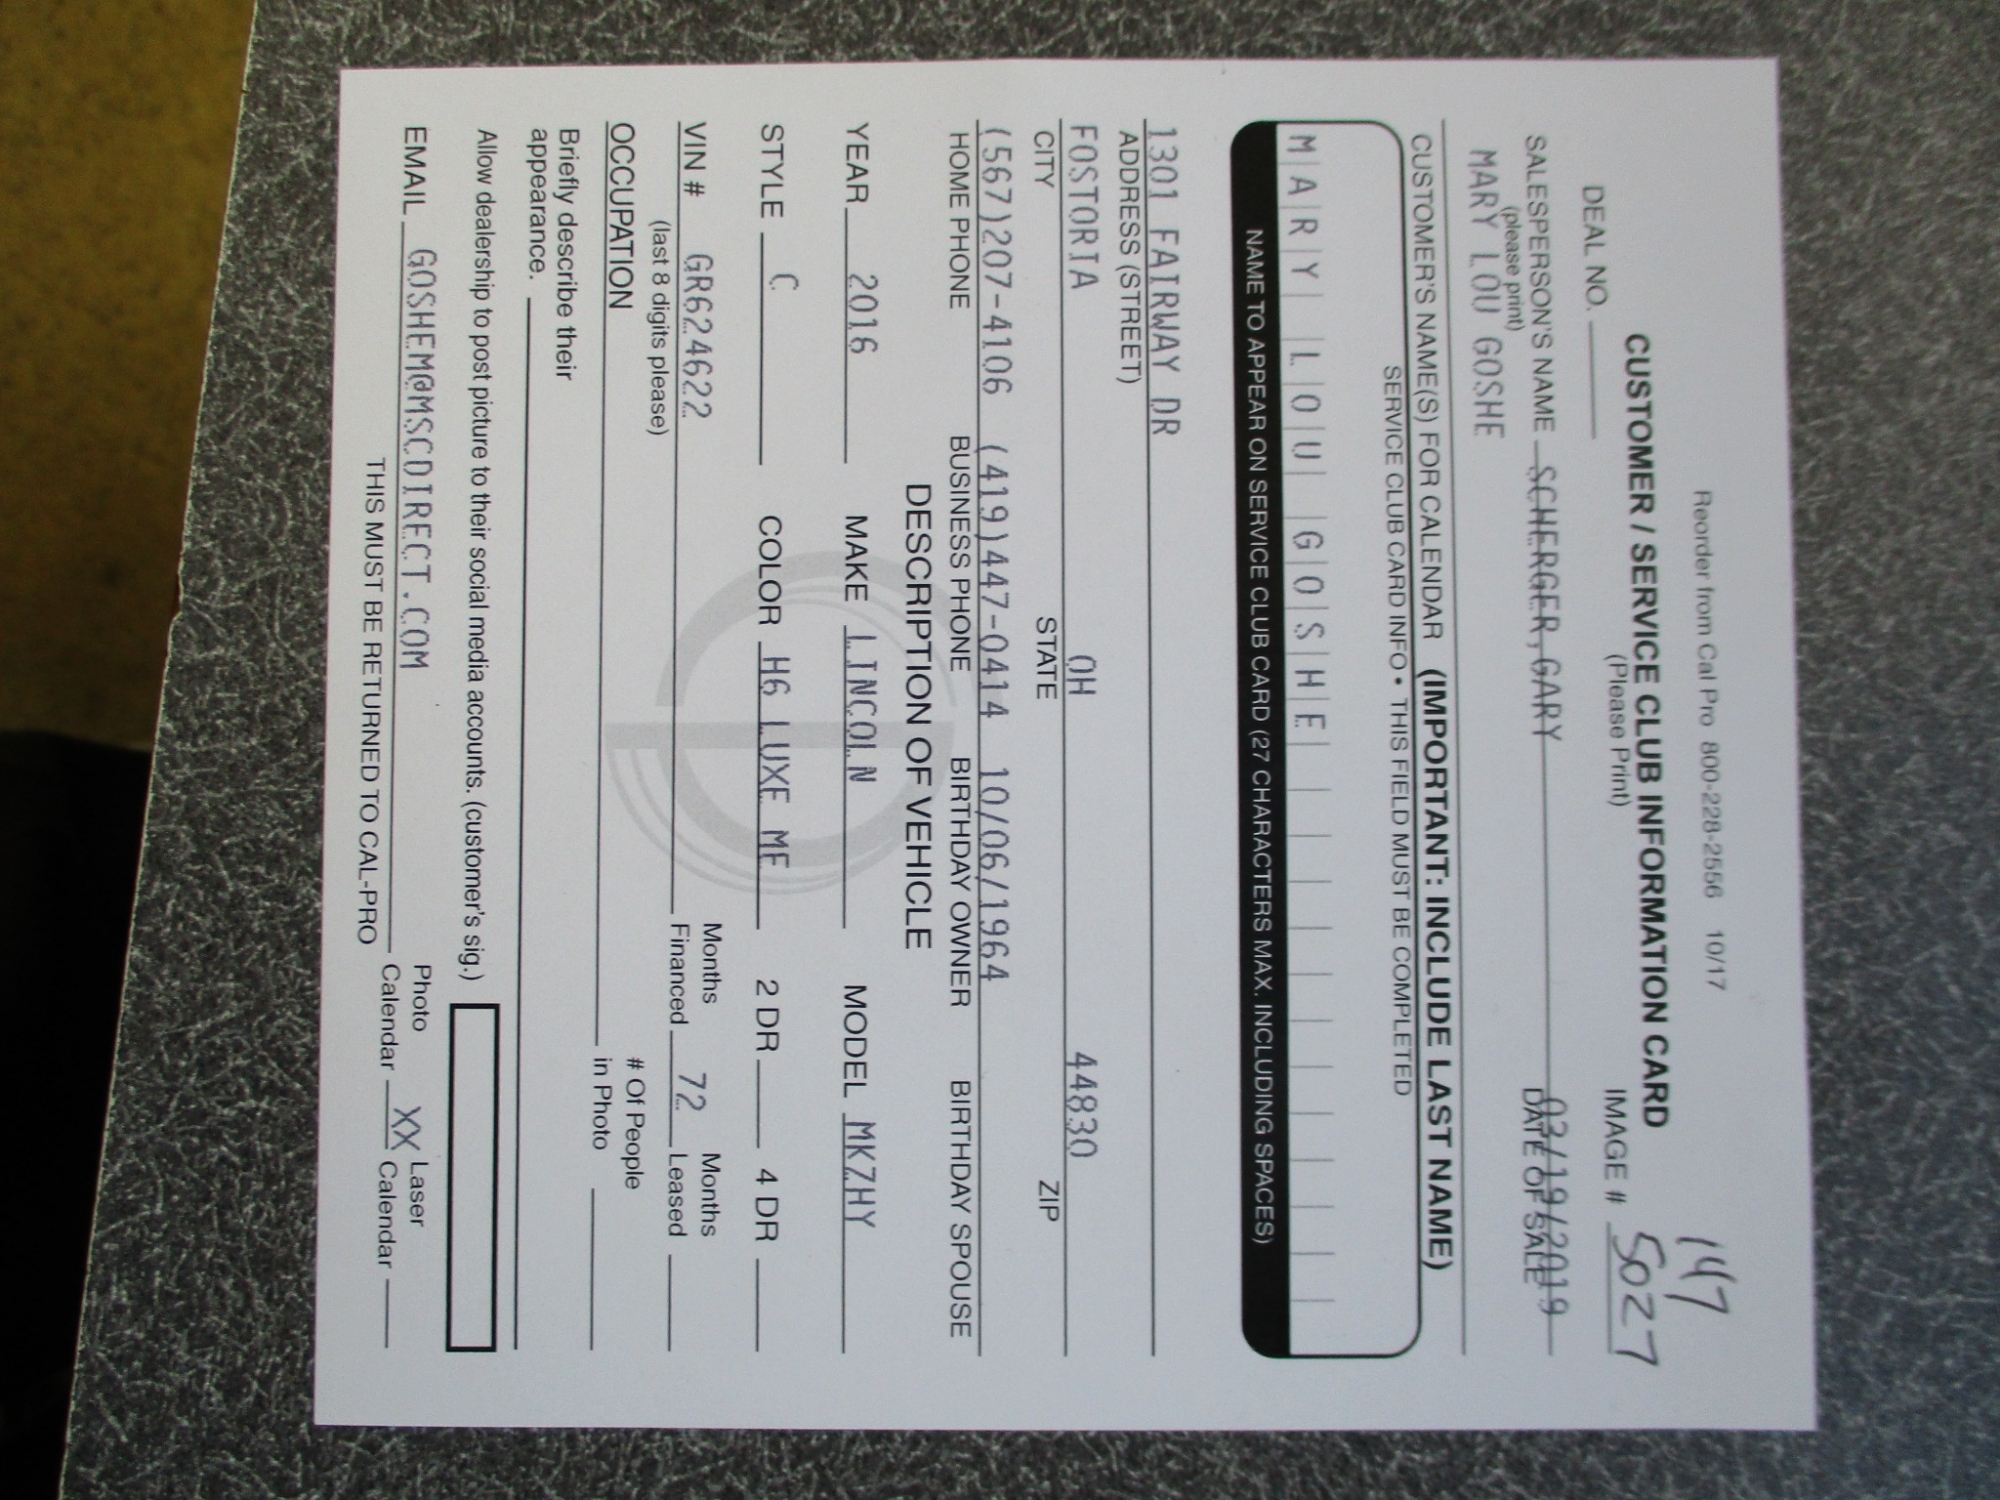 Reorder from Cal Pro 800-228-2556 10/17
147
CUSTOMER / SERVICE CLUB INFORMATION CARD
(Please Print)
DEAL NO.
IMAGE # 5027
SALESPERSON'S NAME SCHERGER, GARY 03/19/2019
(please print)
DATE OF SALE
MARY LOU GOSHE
CUSTOMER'S NAME(S) FOR CALENDAR (IMPORTANT: INCLUDE LAST NAME)
SERVICE CLUB CARD INFO • THIS FIELD MUST BE COMPLETED
MARY LOU GOSHE
NAME TO APPEAR ON SERVICE CLUB CARD (27 CHARACTERS MAX. INCLUDING SPACES)
1301 FAIRWAY DR
ADDRESS (STREET)
FOSTORIA OH 44830
CITY STATE ZIP
(567)207-4106 (419)447-0414 10/06/1964
HOME PHONE BUSINESS PHONE BIRTHDAY OWNER BIRTHDAY SPOUSE
DESCRIPTION OF VEHICLE
YEAR 2016 MAKE LINCOLN MODEL MKZHY
STYLE C COLOR H6 LUXE ME 2 DR 4 DR
VIN # GR624622 Months Financed 72 Months Leased
(last 8 digits please)
OCCUPATION # Of People in Photo
Briefly describe their
appearance.
Allow dealership to post picture to their social media accounts. (customer's sig.)
EMAIL GOSHEM@MSCDIRECT.COM Photo Calendar XX Laser Calendar
THIS MUST BE RETURNED TO CAL-PRO